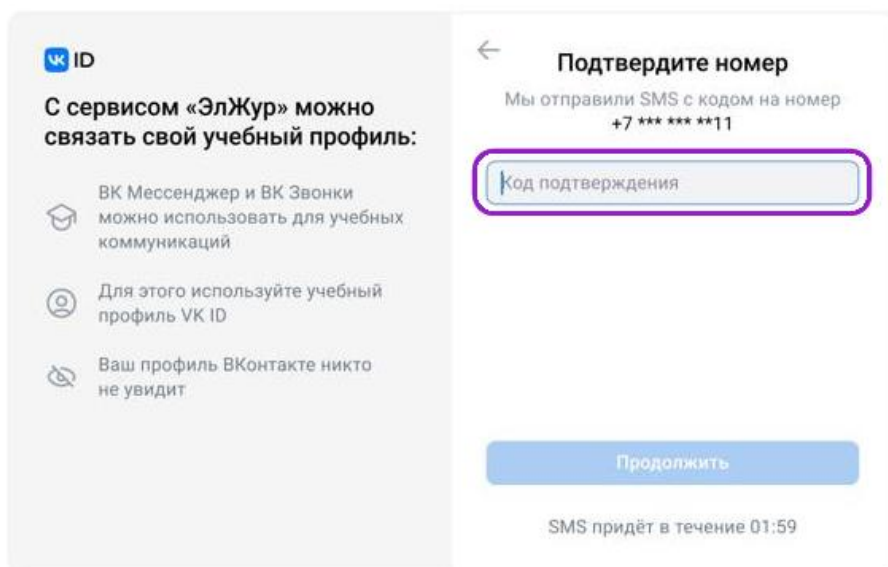 VK ID
С сервисом «ЭлЖур» можно
связать свой учебный профиль:
ВК Мессенджер и ВК Звонки
можно использовать для учебных
коммуникаций
Для этого используйте учебный
профиль VK ID
Ваш профиль ВКонтакте никто
не увидит
Подтвердите номер
Мы отправили SMS с кодом на номер
+7 *** *** **11
Код подтверждения
Продолжить
SMS придёт в течение 01:59